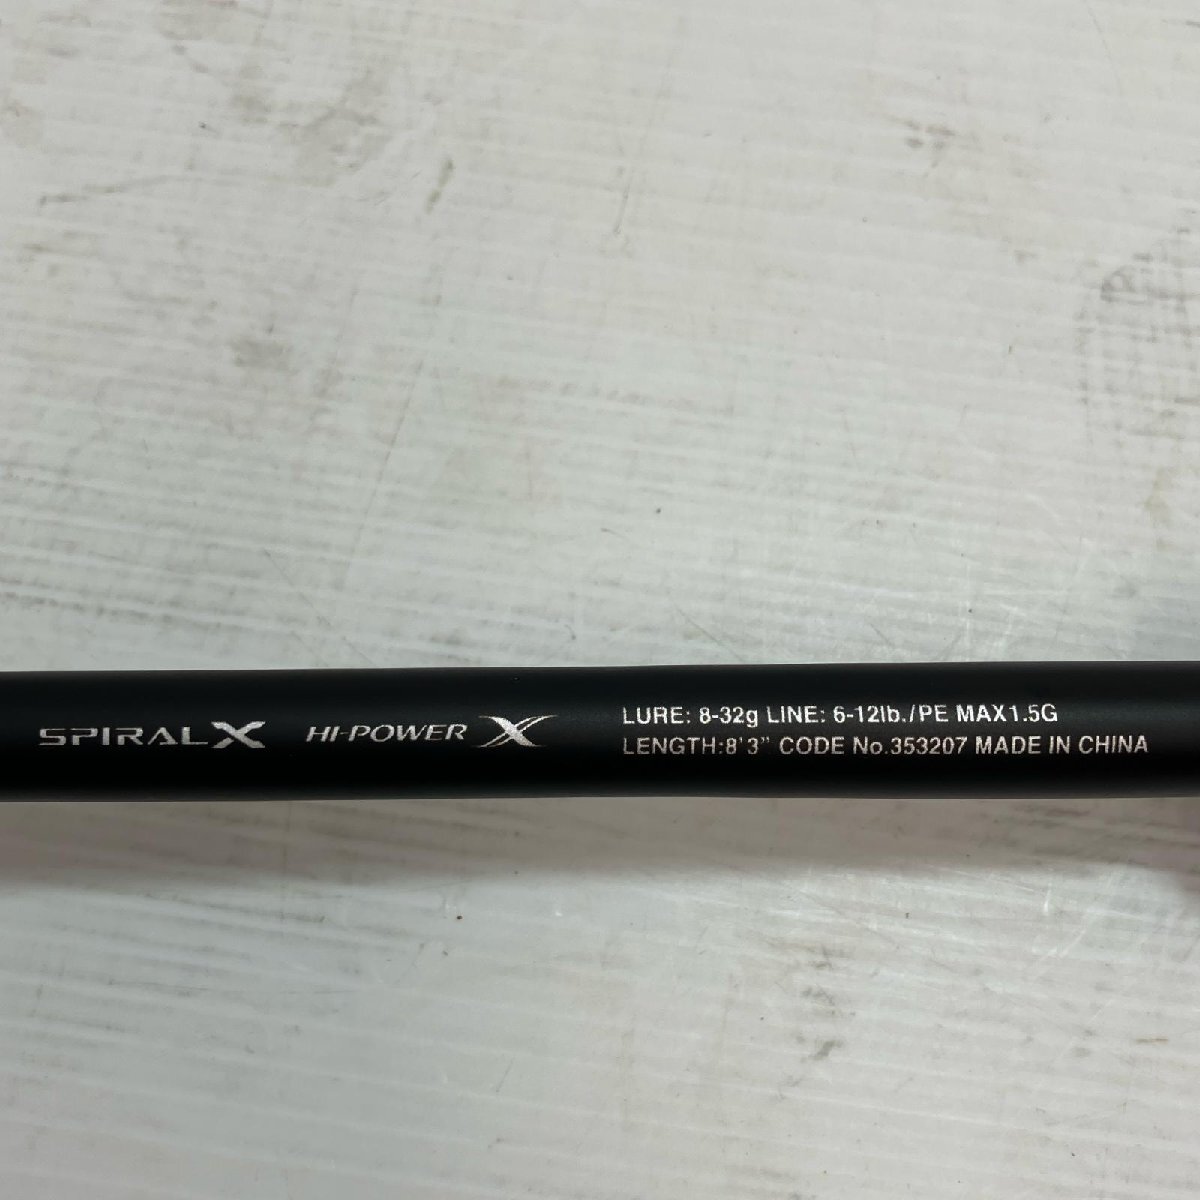 SPIRAL X HI-POWER X
LURE: 8-32g LINE: 6-12lb./PE MAX1.5G
LENGTH:8'3" CODE No.353207 MADE IN CHINA